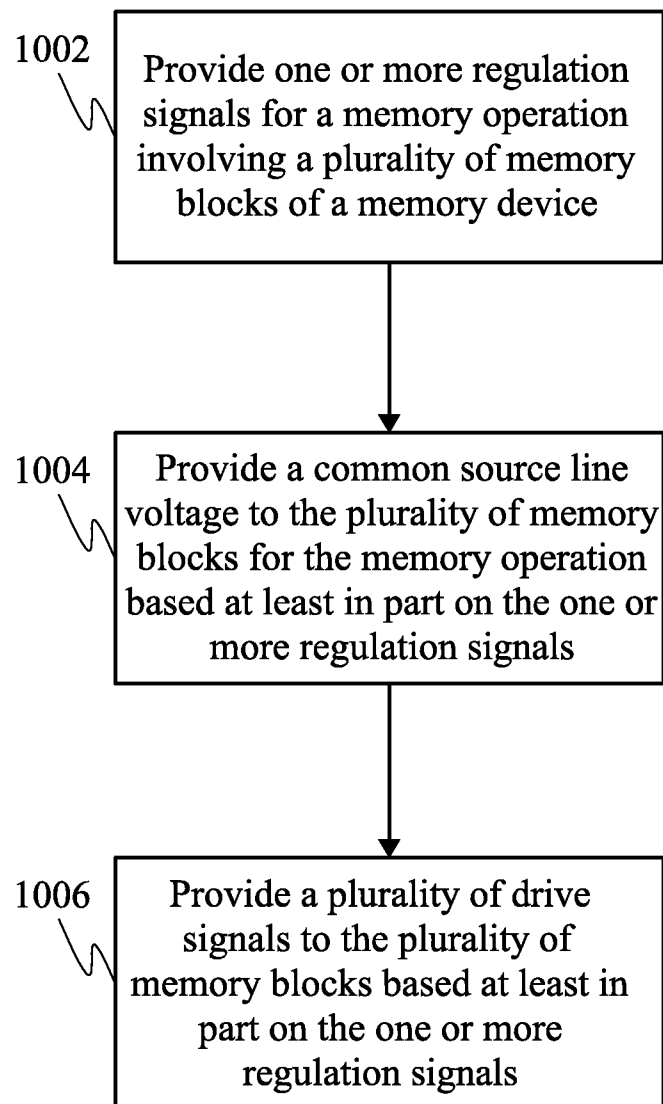 1002
Provide one or more regulation
signals for a memory operation
involving a plurality of memory
blocks of a memory device
1004
Provide a common source line
voltage to the plurality of memory
blocks for the memory operation
based at least in part on the one or
more regulation signals
1006
Provide a plurality of drive
signals to the plurality of
memory blocks based at least in
part on the one or more
regulation signals